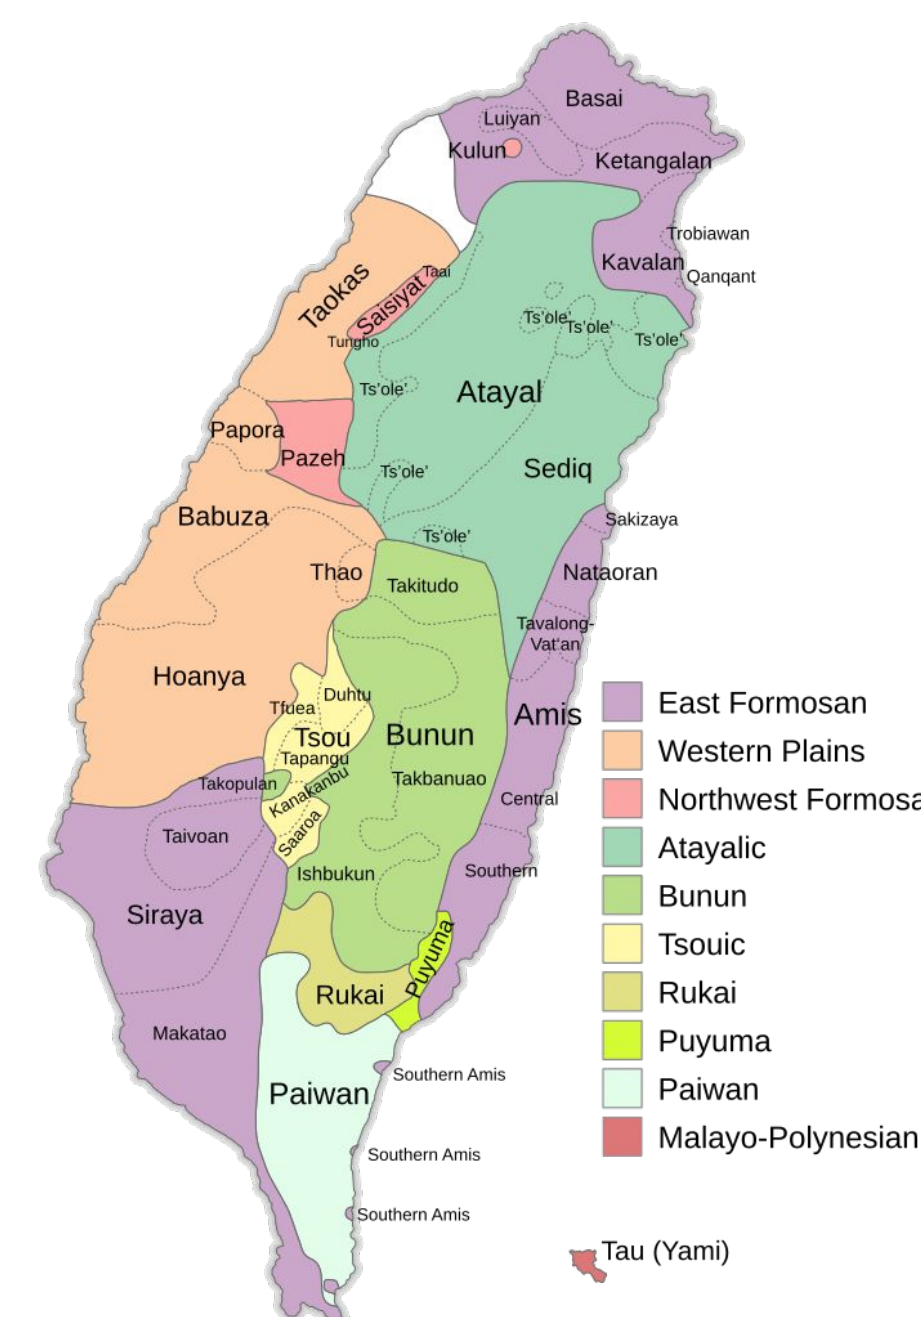 Basai
Luiyan
Kulun
Ketangalan
Trobiawan
Kavalan
Qanqant
Taai
Taokas
Saisiyat
Tungho
Ts'ole'
Ts'ole'
Ts'ole'
Ts'ole'
Atayal
Papora
Pazeh
Ts'ole'
Sediq
Babuza
Sakizaya
Ts'ole'
Thao
Takitudo
Nataoran
Tavalong-
Vat'an
Hoanya
Duhtu
Tfuea
Tsou
Bunun
Amis
Tapangu
Takopulan
Kanakanbu
Takbanuao
Central
Taivoan
Saaroa
Ishbukun
Southern
Siraya
Puyuma
Rukai
Makatao
Paiwan
Southern Amis
Southern Amis
Southern Amis
East Formosan
Western Plains
Northwest Formosa
Atayalic
Bunun
Tsouic
Rukai
Puyuma
Paiwan
Malayo-Polynesian
Tau (Yami)